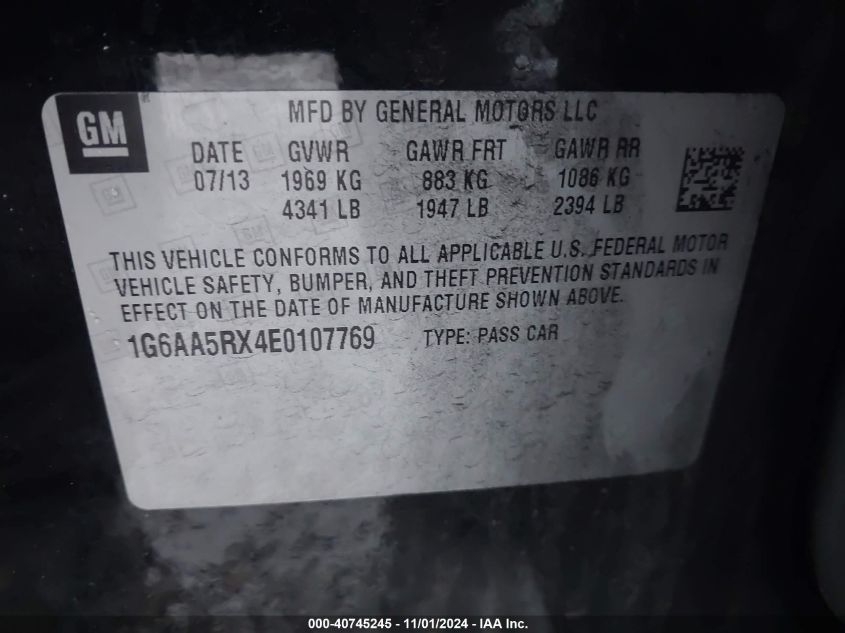 GM
MFD BY GENERAL MOTORS LLC
DATE GVWR GAWR FRT GAWR RR
07/13 1969 KG 883 KG 1086 KG
4341 LB 1947 LB 2394 LB
THIS VEHICLE CONFORMS TO ALL APPLICABLE U.S. FEDERAL MOTOR
VEHICLE SAFETY, BUMPER, AND THEFT PREVENTION STANDARDS IN
EFFECT ON THE DATE OF MANUFACTURE SHOWN ABOVE.
1G6AA5RX4E0107769 TYPE: PASS CAR
000-40745245 - 11/01/2024 - IAA Inc.